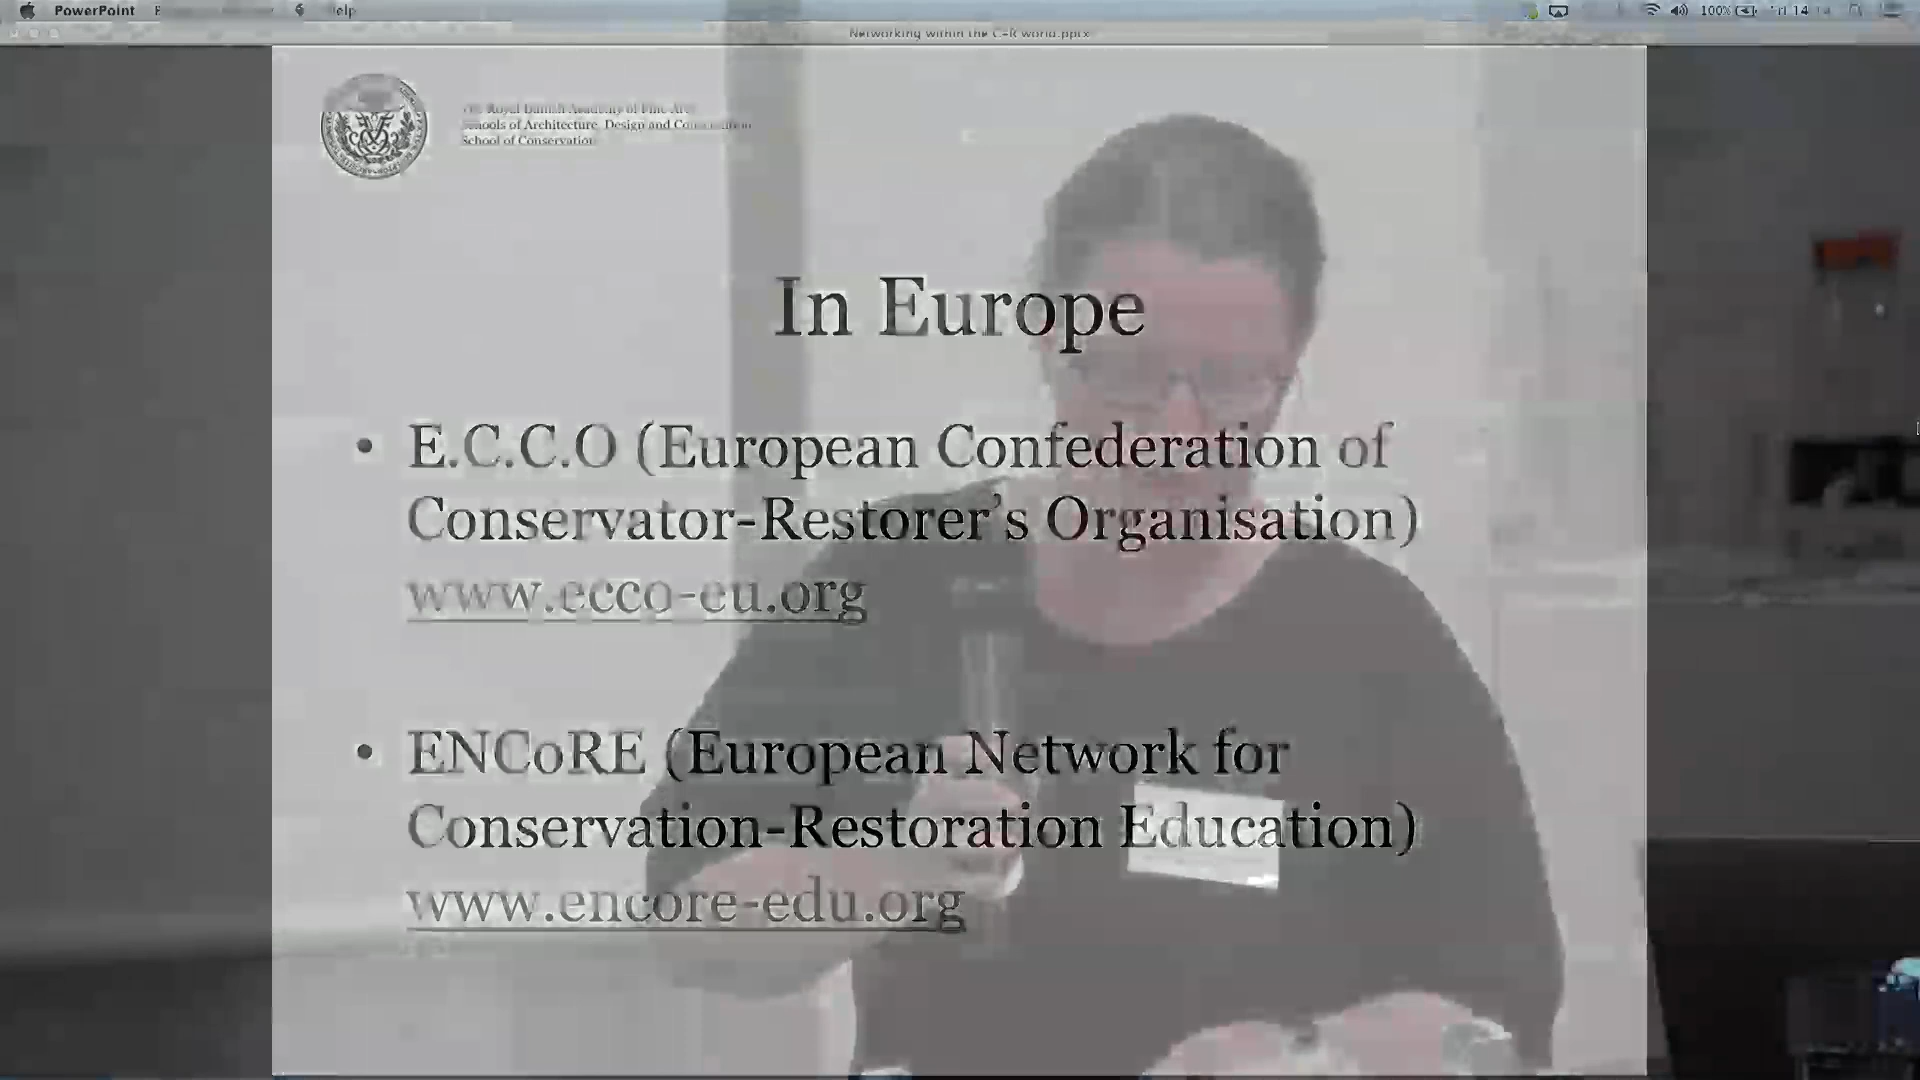 PowerPoint
Networking within the C-R world.pptx
100%
The Royal Danish Academy of Fine Arts
Schools of Architecture, Design and Conservation
School of Conservation
In Europe
• E.C.C.O (European Confederation of
Conservator-Restorer's Organisation)
www.ecco-eu.org
• ENCoRE (European Network for
Conservation-Restoration Education)
www.encore-edu.org